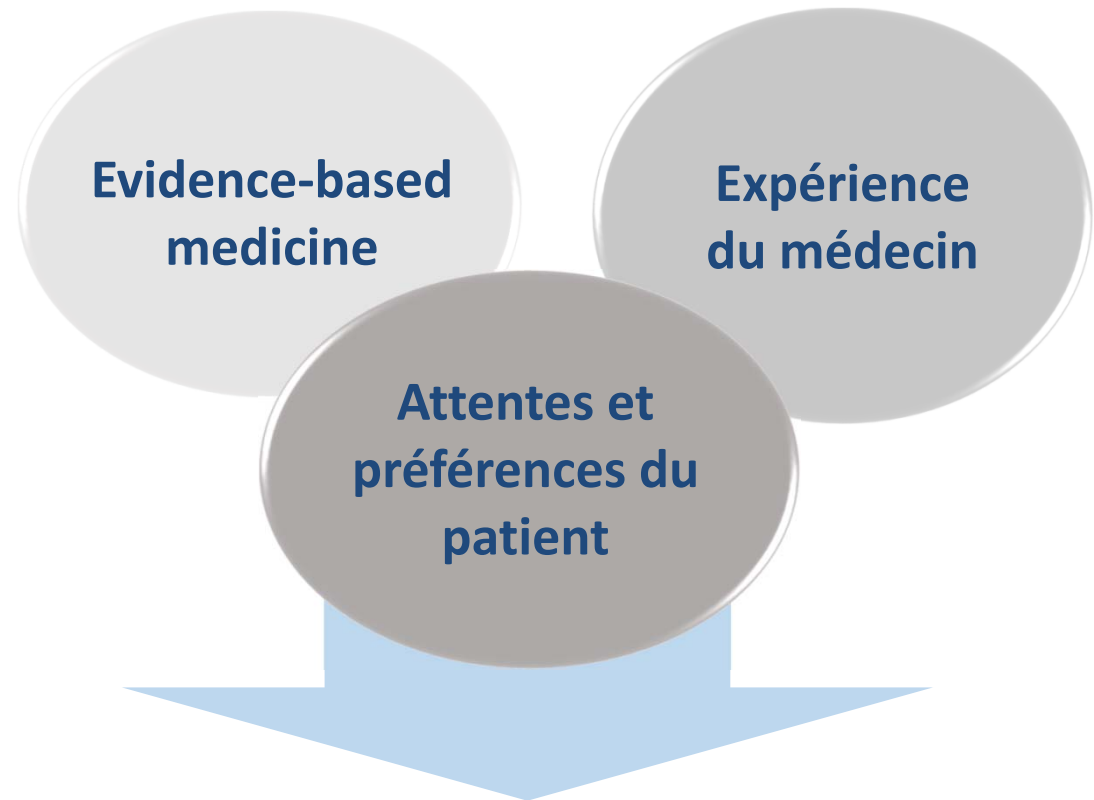 Evidence-based
medicine
Expérience
du médecin
Attentes et
préférences du
patient